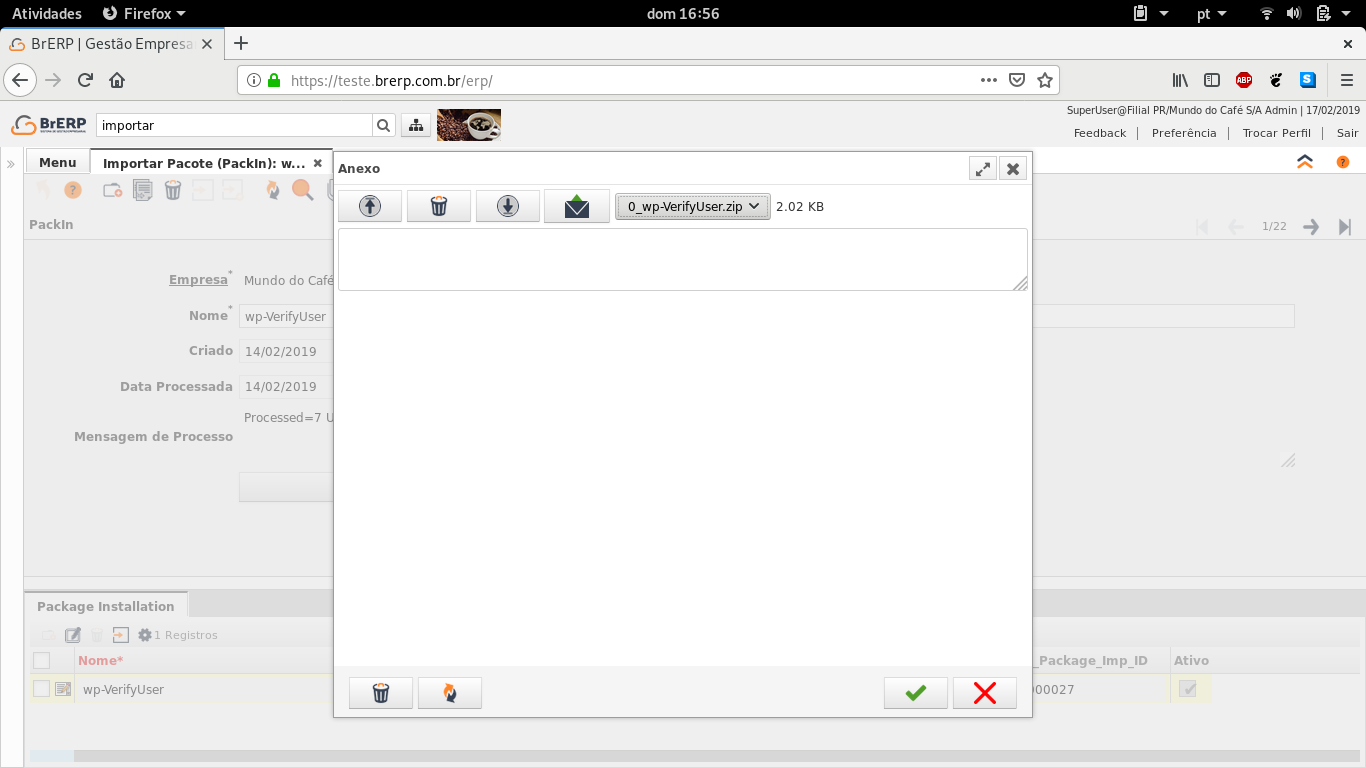 Atividades Firefox dom 16:56 pt
BrERP | Gestão Empresa
https://teste.brerp.com.br/erp/
ABP S
SuperUser@Filial PR/Mundo do Café S/A Admin | 17/02/2019
BrERP importar
Feedback | Preferência | Trocar Perfil | Sair
» Menu Importar Pacote (PackIn): w...
Anexo
0_wp-VerifyUser.zip 2.02 KB
PackIn 1/22
Empresa* Mundo do Café
Nome* wp-VerifyUser
Criado 14/02/2019
Data Processada 14/02/2019
Processed=7 U
Mensagem de Processo
Package Installation
1 Registros
Nome* _Package_Imp_ID Ativo
wp-VerifyUser 000027